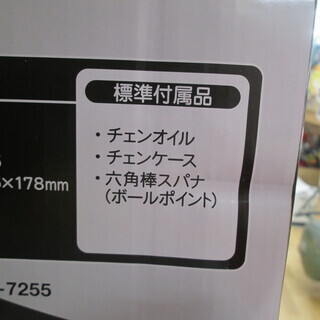 標準付属品
・チェンオイル
・チェンケース
・六角棒スパナ
(ボールポイント)
×178mm
-7255